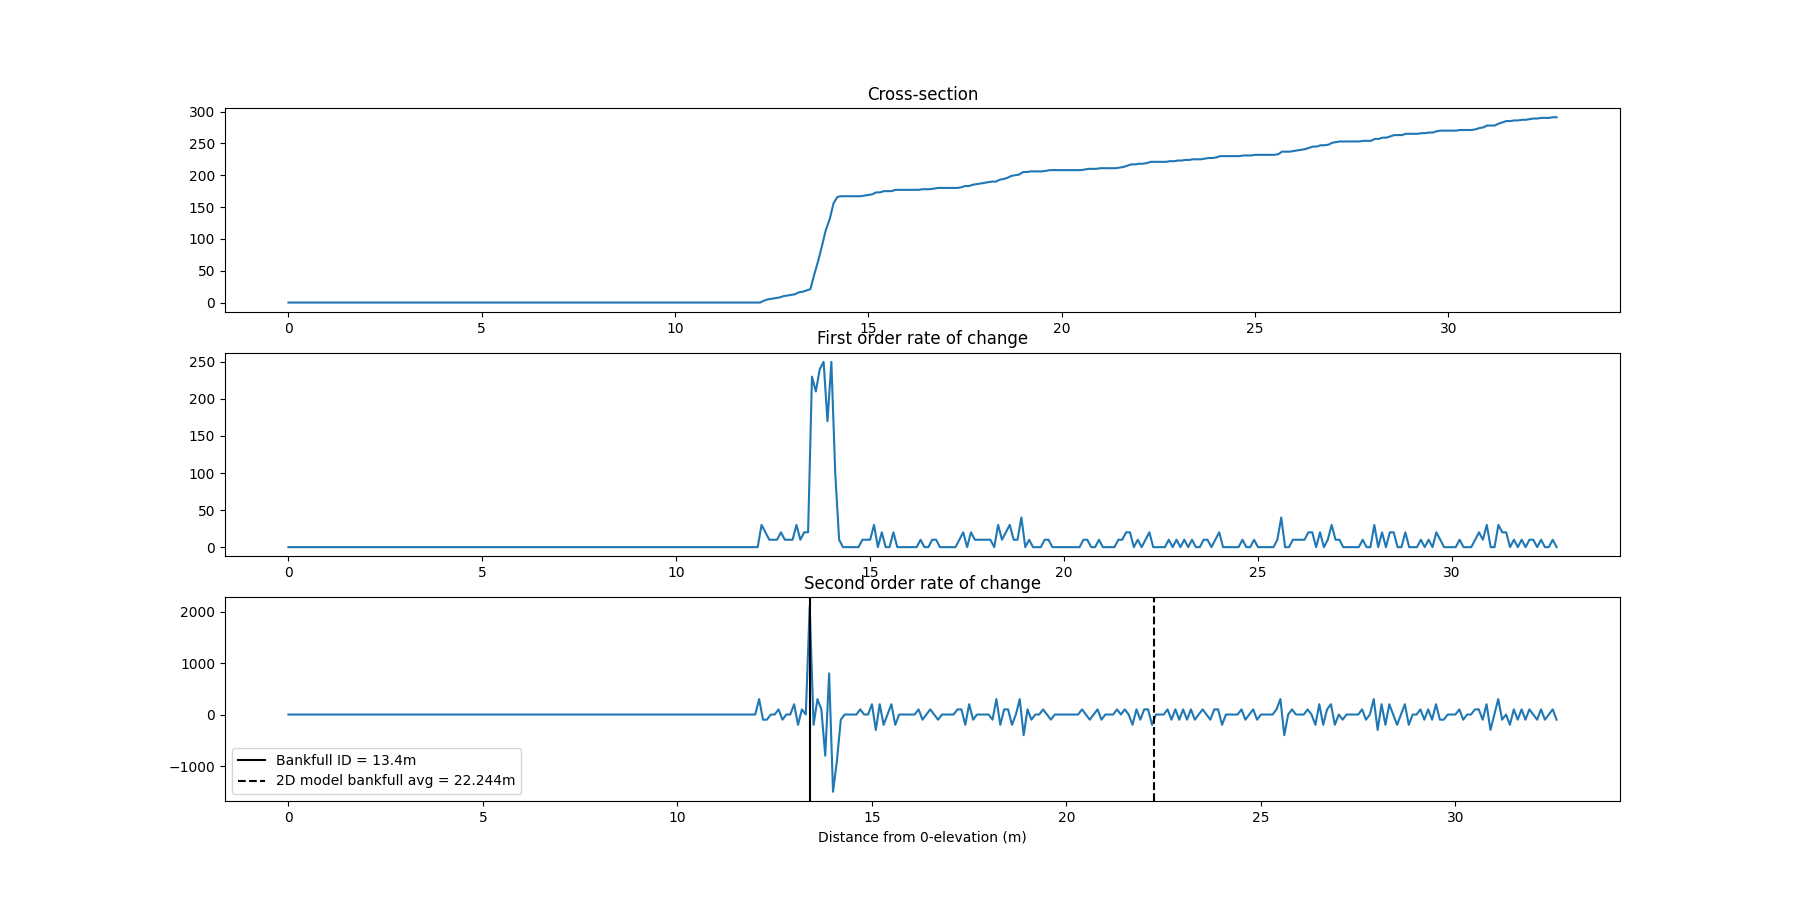 Cross-section
300
250
200
150
100
50
0
0 5 10 15 20 25 30
First order rate of change
250
200
150
100
50
0
0 5 10 15 20 25 30
Second order rate of change
2000
1000
0
−1000
Bankfull ID = 13.4m
2D model bankfull avg = 22.244m
0 5 10 15 20 25 30
Distance from 0-elevation (m)